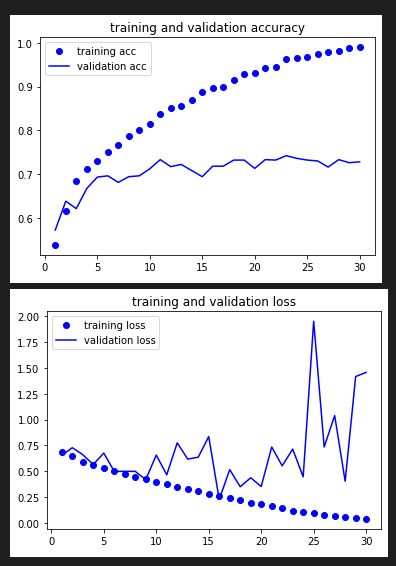 training and validation accuracy
1.0
0.9
0.8
0.7
0.6
training acc
validation acc
0 5 10 15 20 25 30
training and validation loss
2.00
1.75
1.50
1.25
1.00
0.75
0.50
0.25
0.00
training loss
validation loss
0 5 10 15 20 25 30